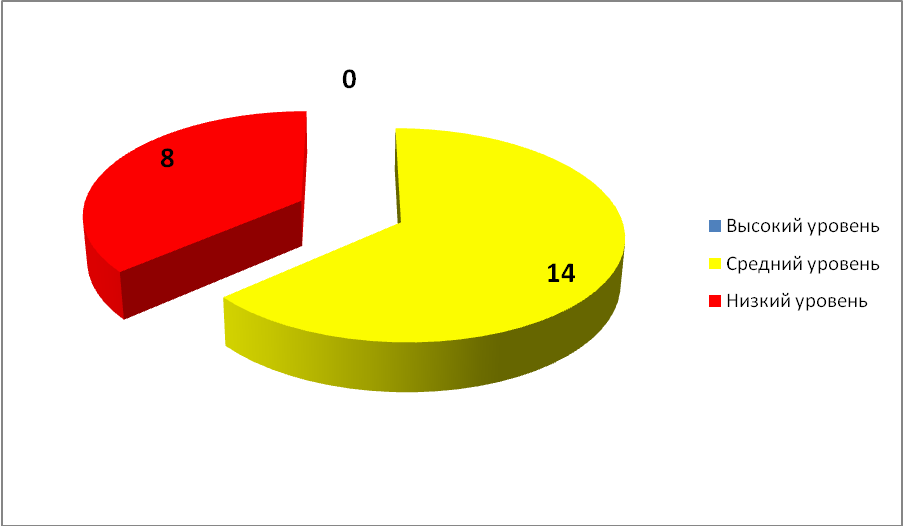 0
8
14
Высокий уровень
Средний уровень
Низкий уровень